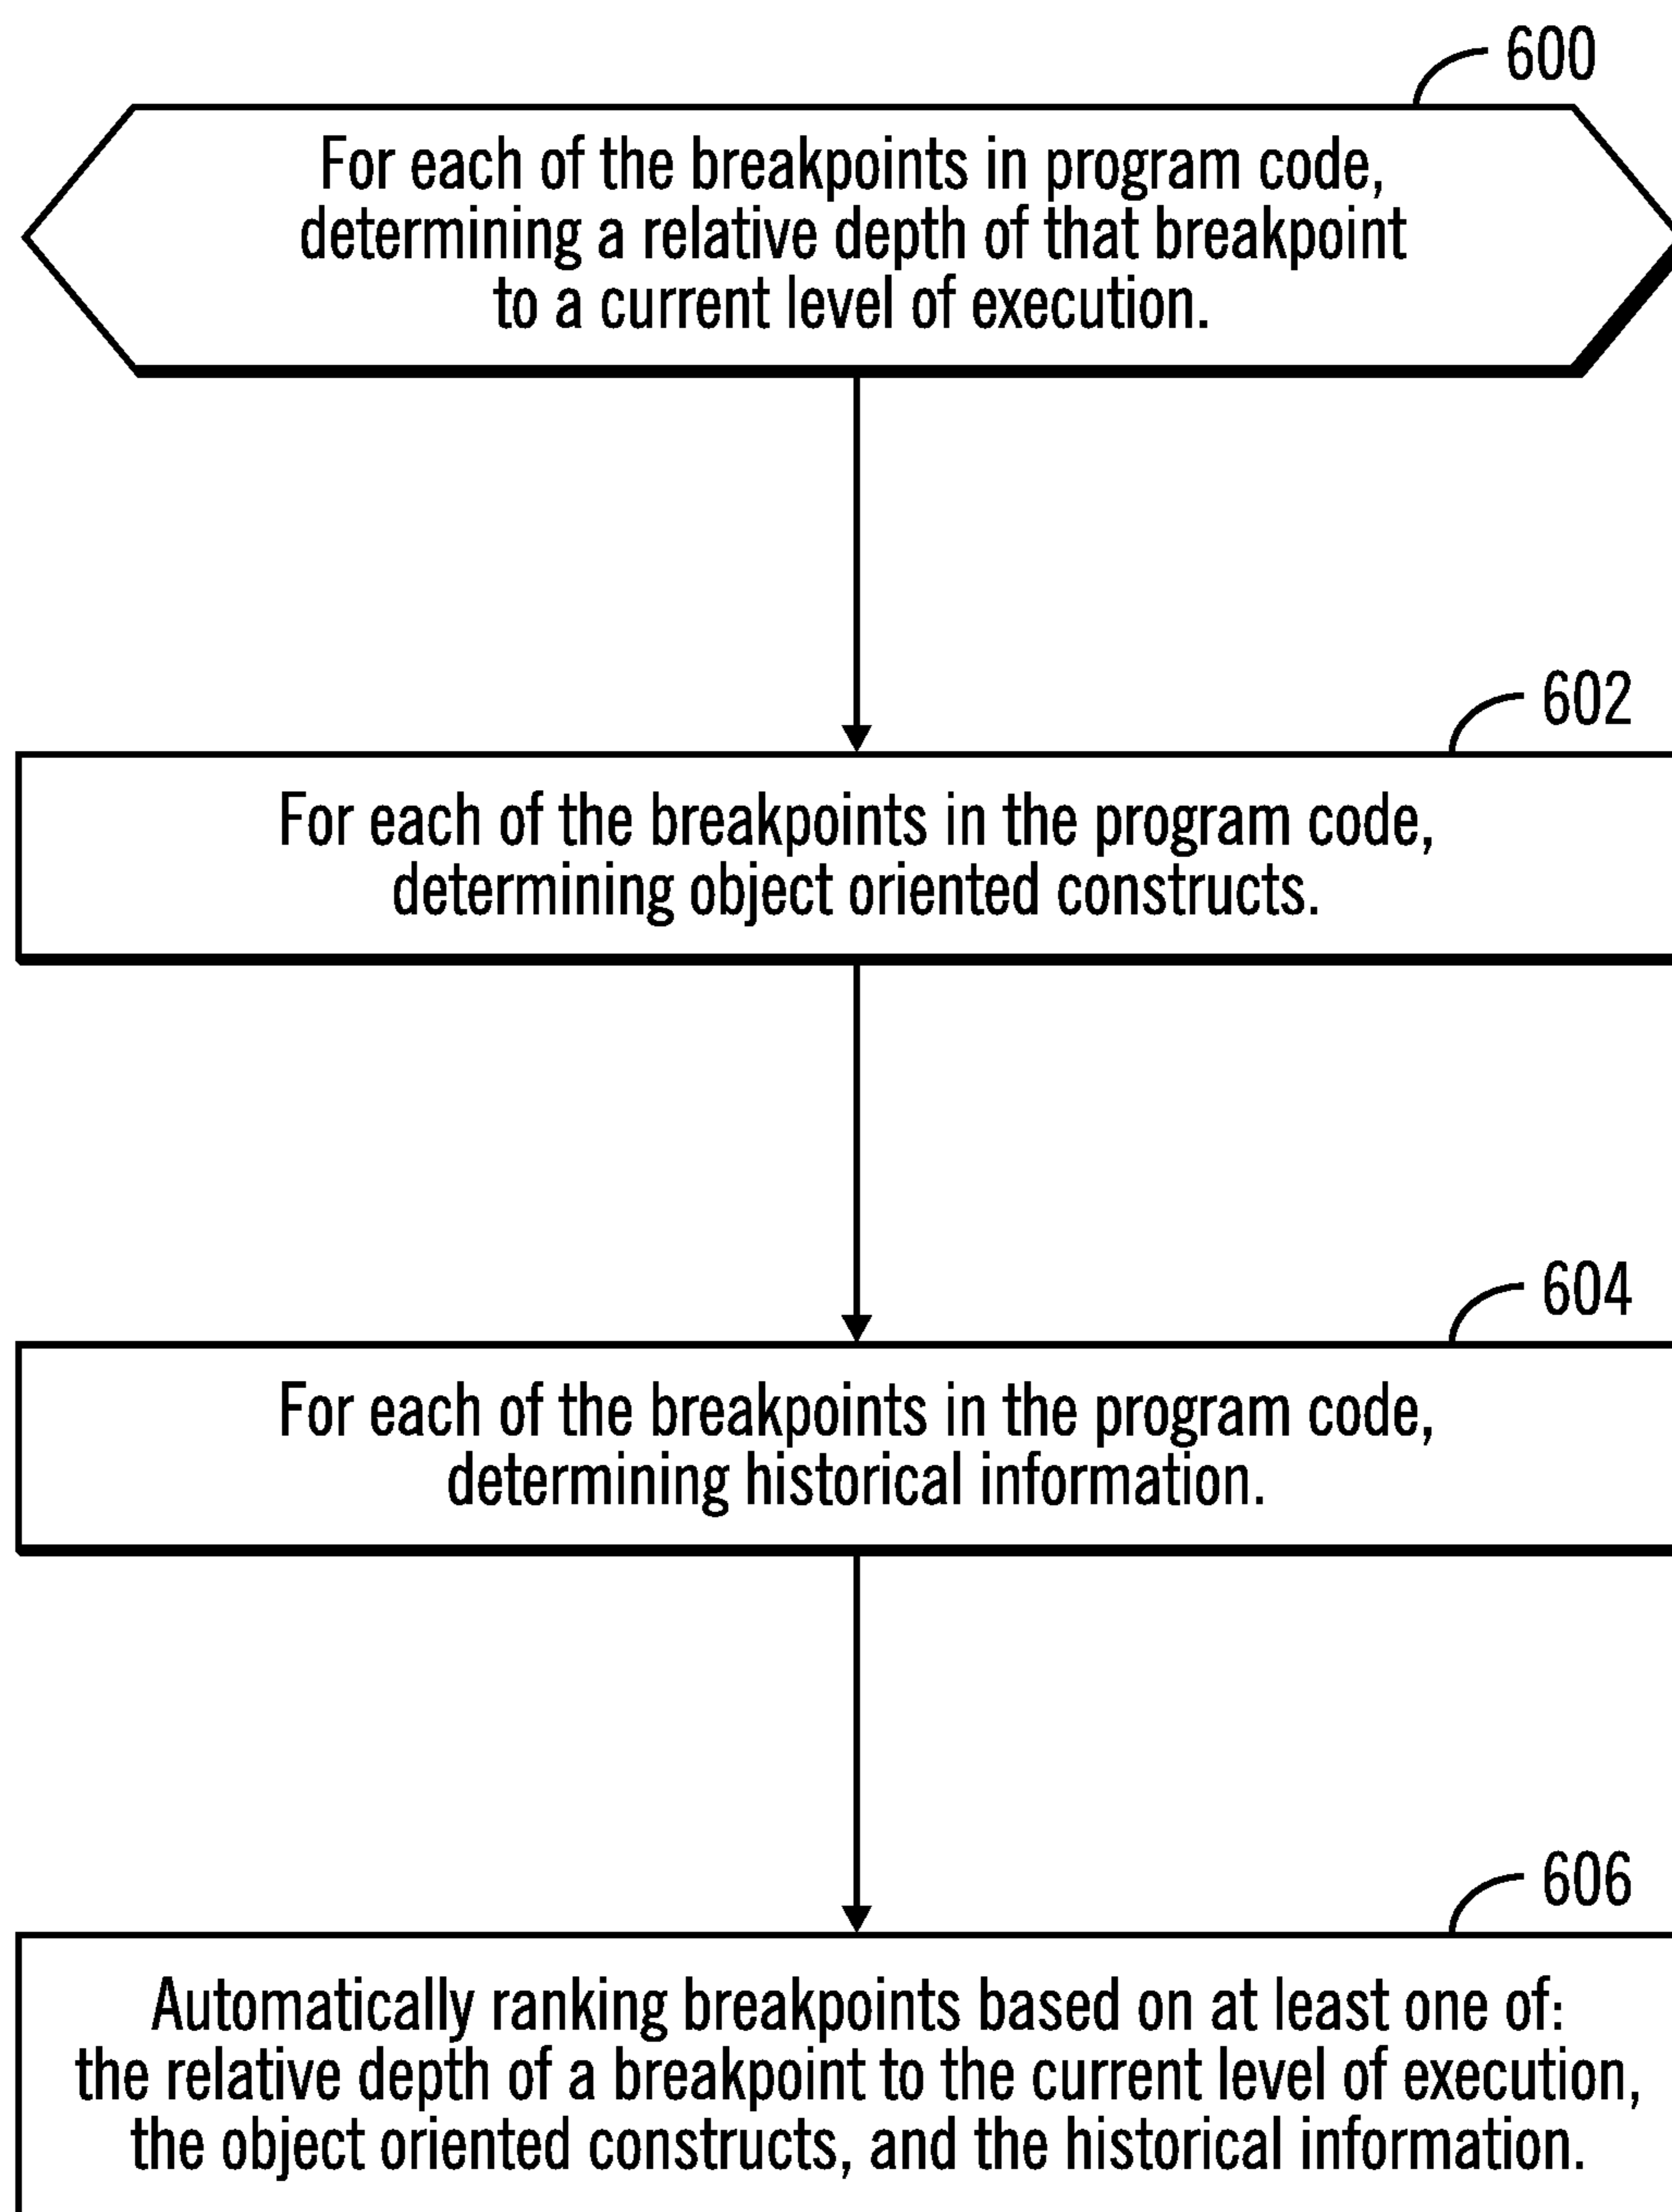 600
For each of the breakpoints in program code,
determining a relative depth of that breakpoint
to a current level of execution.
602
For each of the breakpoints in the program code,
determining object oriented constructs.
604
For each of the breakpoints in the program code,
determining historical information.
606
Automatically ranking breakpoints based on at least one of:
the relative depth of a breakpoint to the current level of execution,
the object oriented constructs, and the historical information.